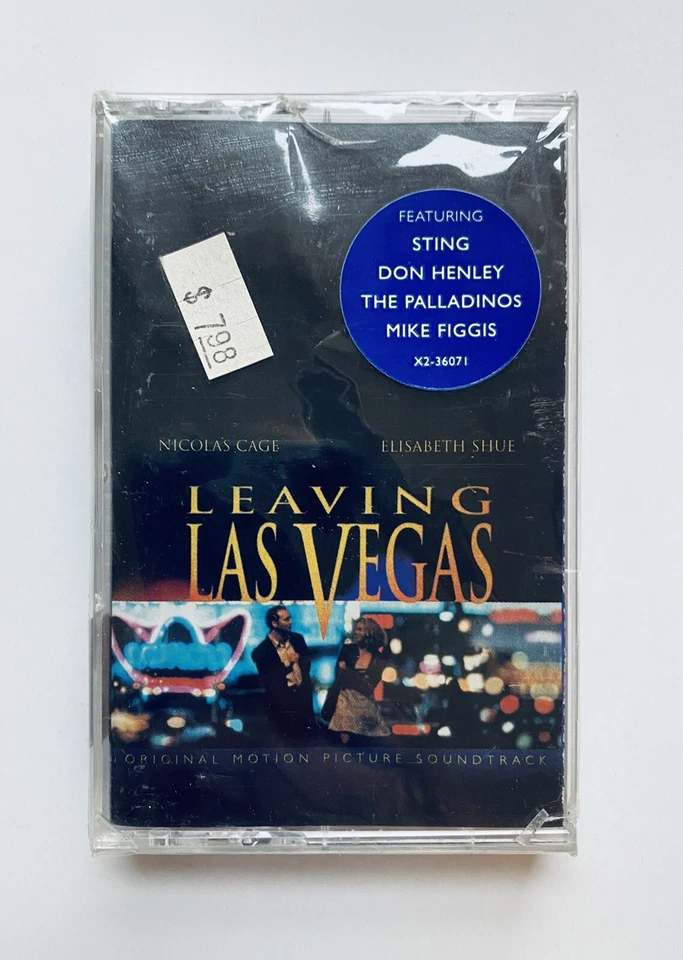 FEATURING
STING
DON HENLEY
THE PALLADINOS
MIKE FIGGIS
X2-36071
$ 7.98
NICOLAS CAGE ELISABETH SHUE
LEAVING
LAS VEGAS
ORIGINAL MOTION PICTURE SOUNDTRACK